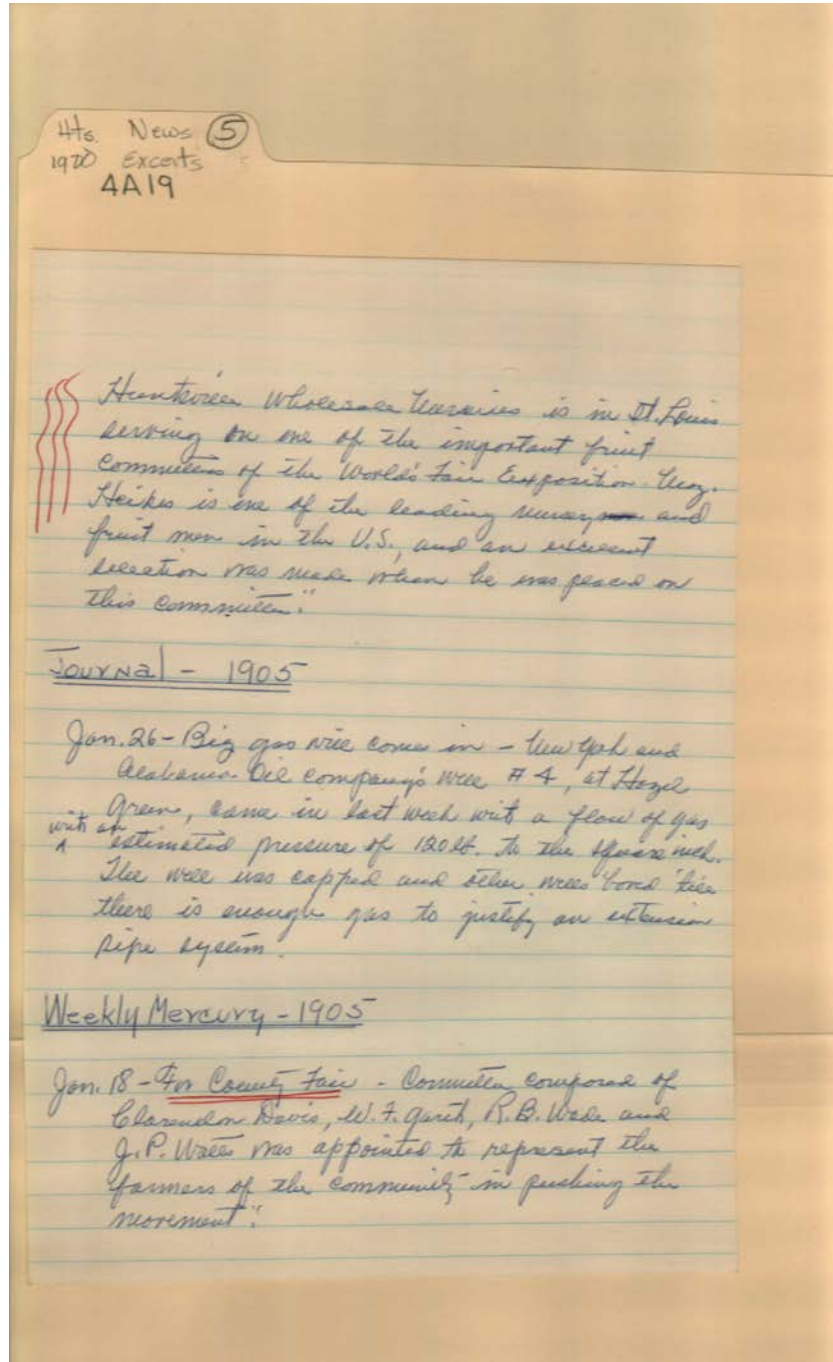 Hts. News 5
1900 Excerts
4A19
Huntsville Wholesale Nurseries is in St. Louis
serving on one of the important fruit
committees of the World's Fair Exposition.
Heikes is one of the leading nursery and
fruit men in the U.S., and an excellent
selection was made when he was placed on
this committee."
Journal - 1905
Jan. 26 - Big gas well comes in - New York and
Alabama Oil company's well # 4, at Hazel
Green, came in last week with a flow of gas
with an
estimated pressure of 120 lb. to the square inch.
The well was capped and other wells bored till
there is enough gas to justify an extension
pipe system.
Weekly Mercury - 1905
Jan. 18 - For County Fair - Committee composed of
Clarendon Davis, W. F. Garth, R. B. Wade and
J. P. was appointed to represent the
farmers of the community in pushing the
movement".